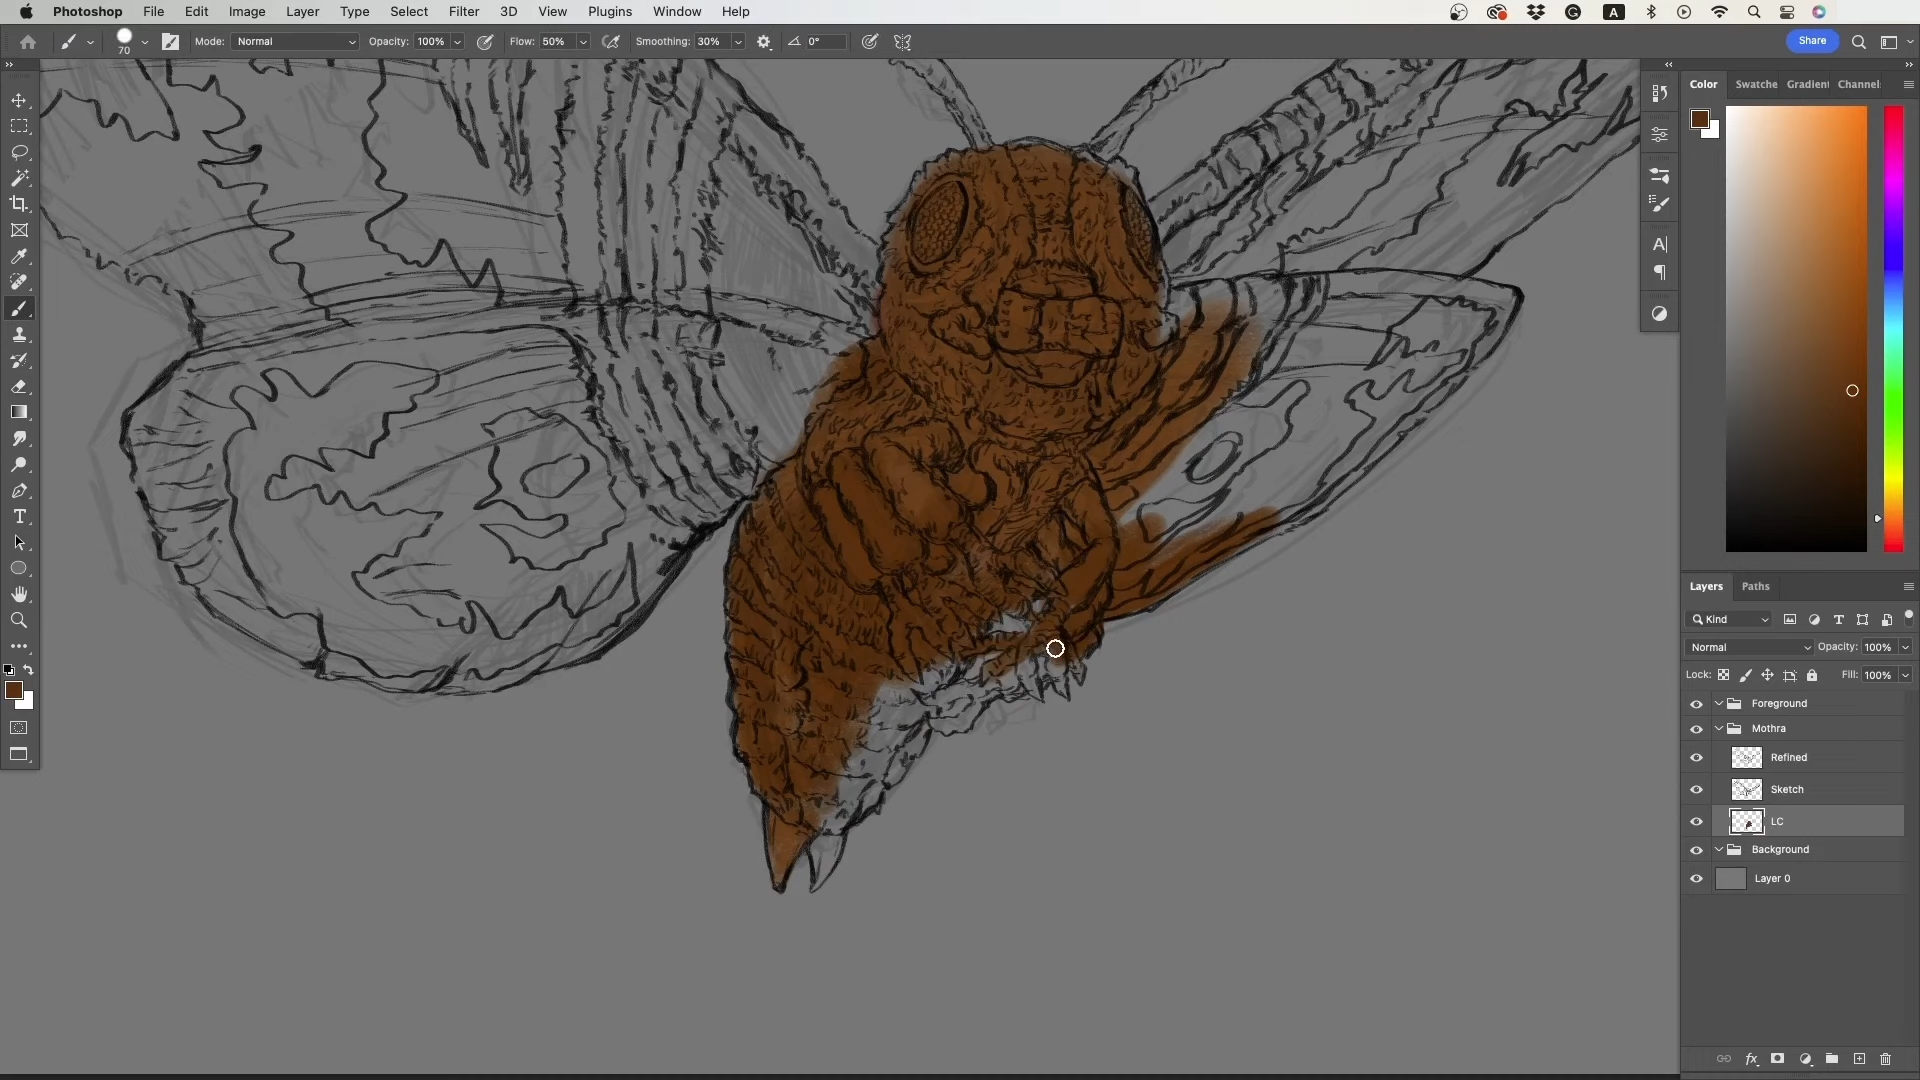 Photoshop File Edit Image Layer Type Select Filter 3D View Plugins Window Help A
70 Mode: Normal Opacity: 100% Flow: 50% Smoothing: 30% 0° Share
Color Swatche Gradien Channel
Layers Paths
Kind
Normal Opacity: 100%
Lock: Fill: 100%
Foreground
Mothra
Refined
Sketch
LC
Background
Layer 0